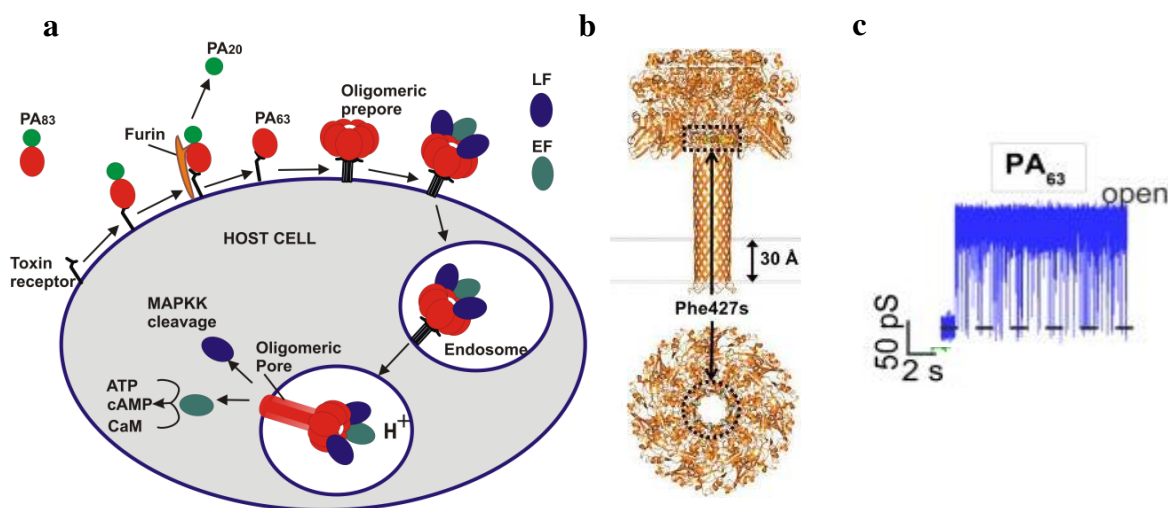 a
PA20
PA83
Furin
PA63
Oligomeric
prepore
LF
EF
HOST CELL
Toxin
receptor
MAPKK
cleavage
Endosome
Oligomeric
Pore
ATP
cAMP
CaM
H+
b
30 Å
Phe427s
c
PA63
open
50 pS
2 s